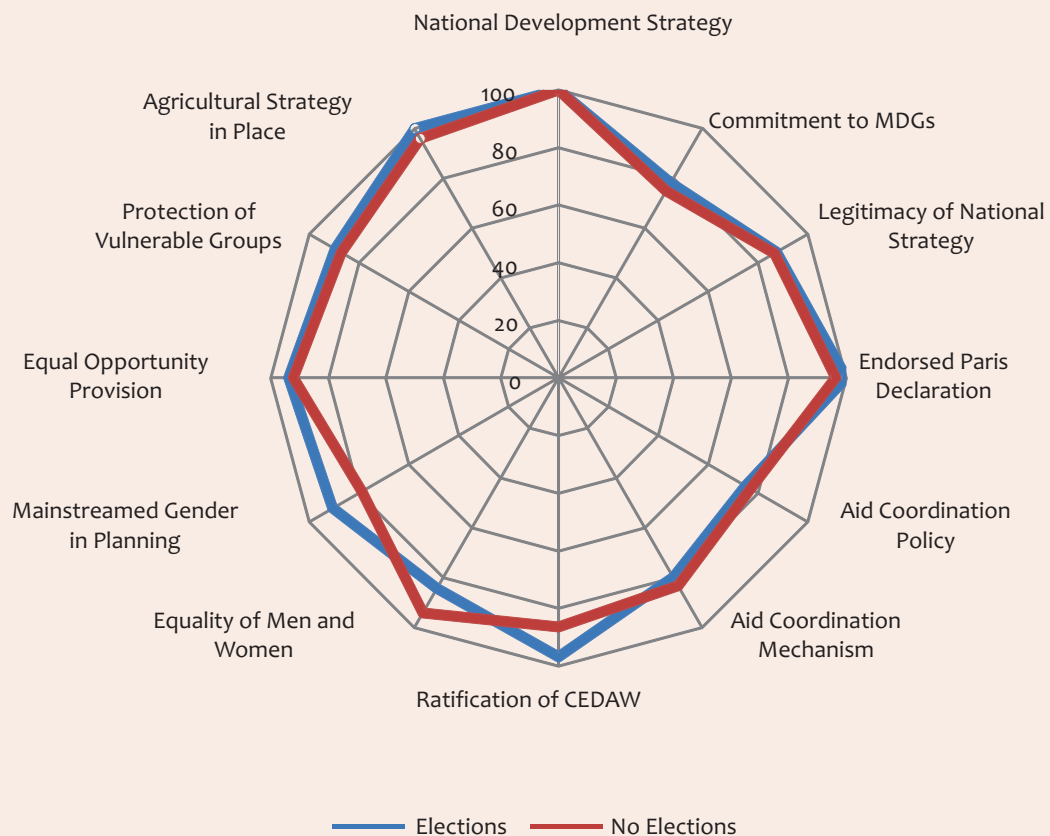 National Development Strategy
Commitment to MDGs
Legitimacy of National
Strategy
Endorsed Paris
Declaration
Aid Coordination
Policy
Aid Coordination
Mechanism
Ratification of CEDAW
Equality of Men and
Women
Mainstreamed Gender
in Planning
Equal Opportunity
Provision
Protection of
Vulnerable Groups
Agricultural Strategy
in Place
100
80
60
40
20
0
Elections
No Elections